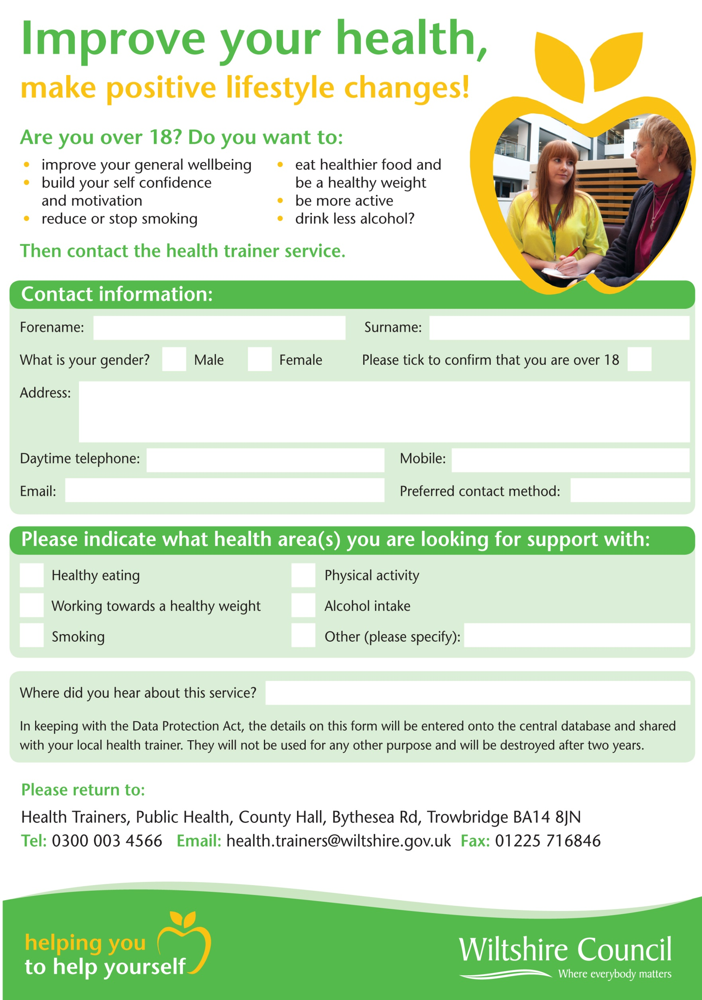 Improve your health,
make positive lifestyle changes!
Are you over 18? Do you want to:
• improve your general wellbeing
• build your self confidence
and motivation
• reduce or stop smoking
• eat healthier food and
be a healthy weight
• be more active
• drink less alcohol?
Then contact the health trainer service.
Contact information:
Forename: Surname:
What is your gender? Male Female Please tick to confirm that you are over 18
Address:
Daytime telephone: Mobile:
Email: Preferred contact method:
Please indicate what health area(s) you are looking for support with:
Healthy eating Physical activity
Working towards a healthy weight Alcohol intake
Smoking Other (please specify):
Where did you hear about this service?
In keeping with the Data Protection Act, the details on this form will be entered onto the central database and shared
with your local health trainer. They will not be used for any other purpose and will be destroyed after two years.
Please return to:
Health Trainers, Public Health, County Hall, Bythesea Rd, Trowbridge BA14 8JN
Tel: 0300 003 4566 Email: health.trainers@wiltshire.gov.uk Fax: 01225 716846
helping you
to help yourself
Wiltshire Council
Where everybody matters